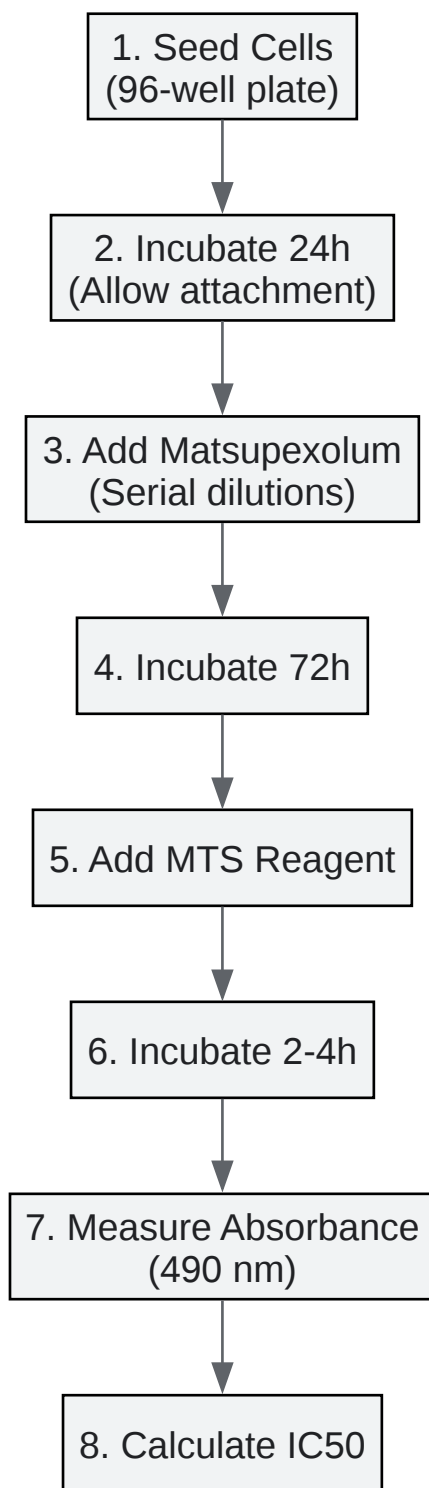 1. Seed Cells
(96-well plate)
2. Incubate 24h
(Allow attachment)
3. Add Matsupexolum
(Serial dilutions)
4. Incubate 72h
5. Add MTS Reagent
6. Incubate 2-4h
7. Measure Absorbance
(490 nm)
8. Calculate IC50